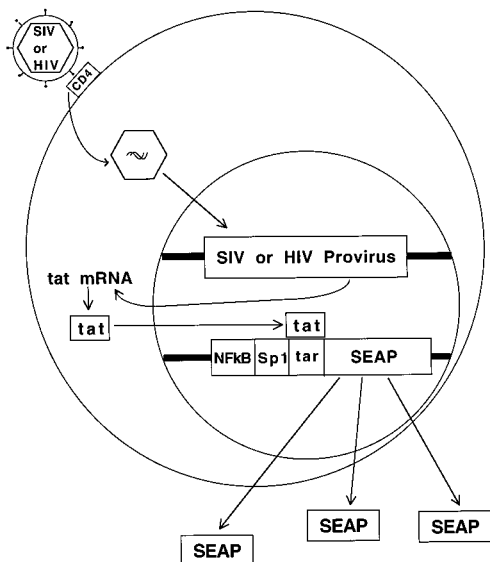 SIV
or
HIV
CD4
SIV or HIV Provirus
tat mRNA
tat
tat
NFkB Sp1 tar SEAP
SEAP
SEAP
SEAP